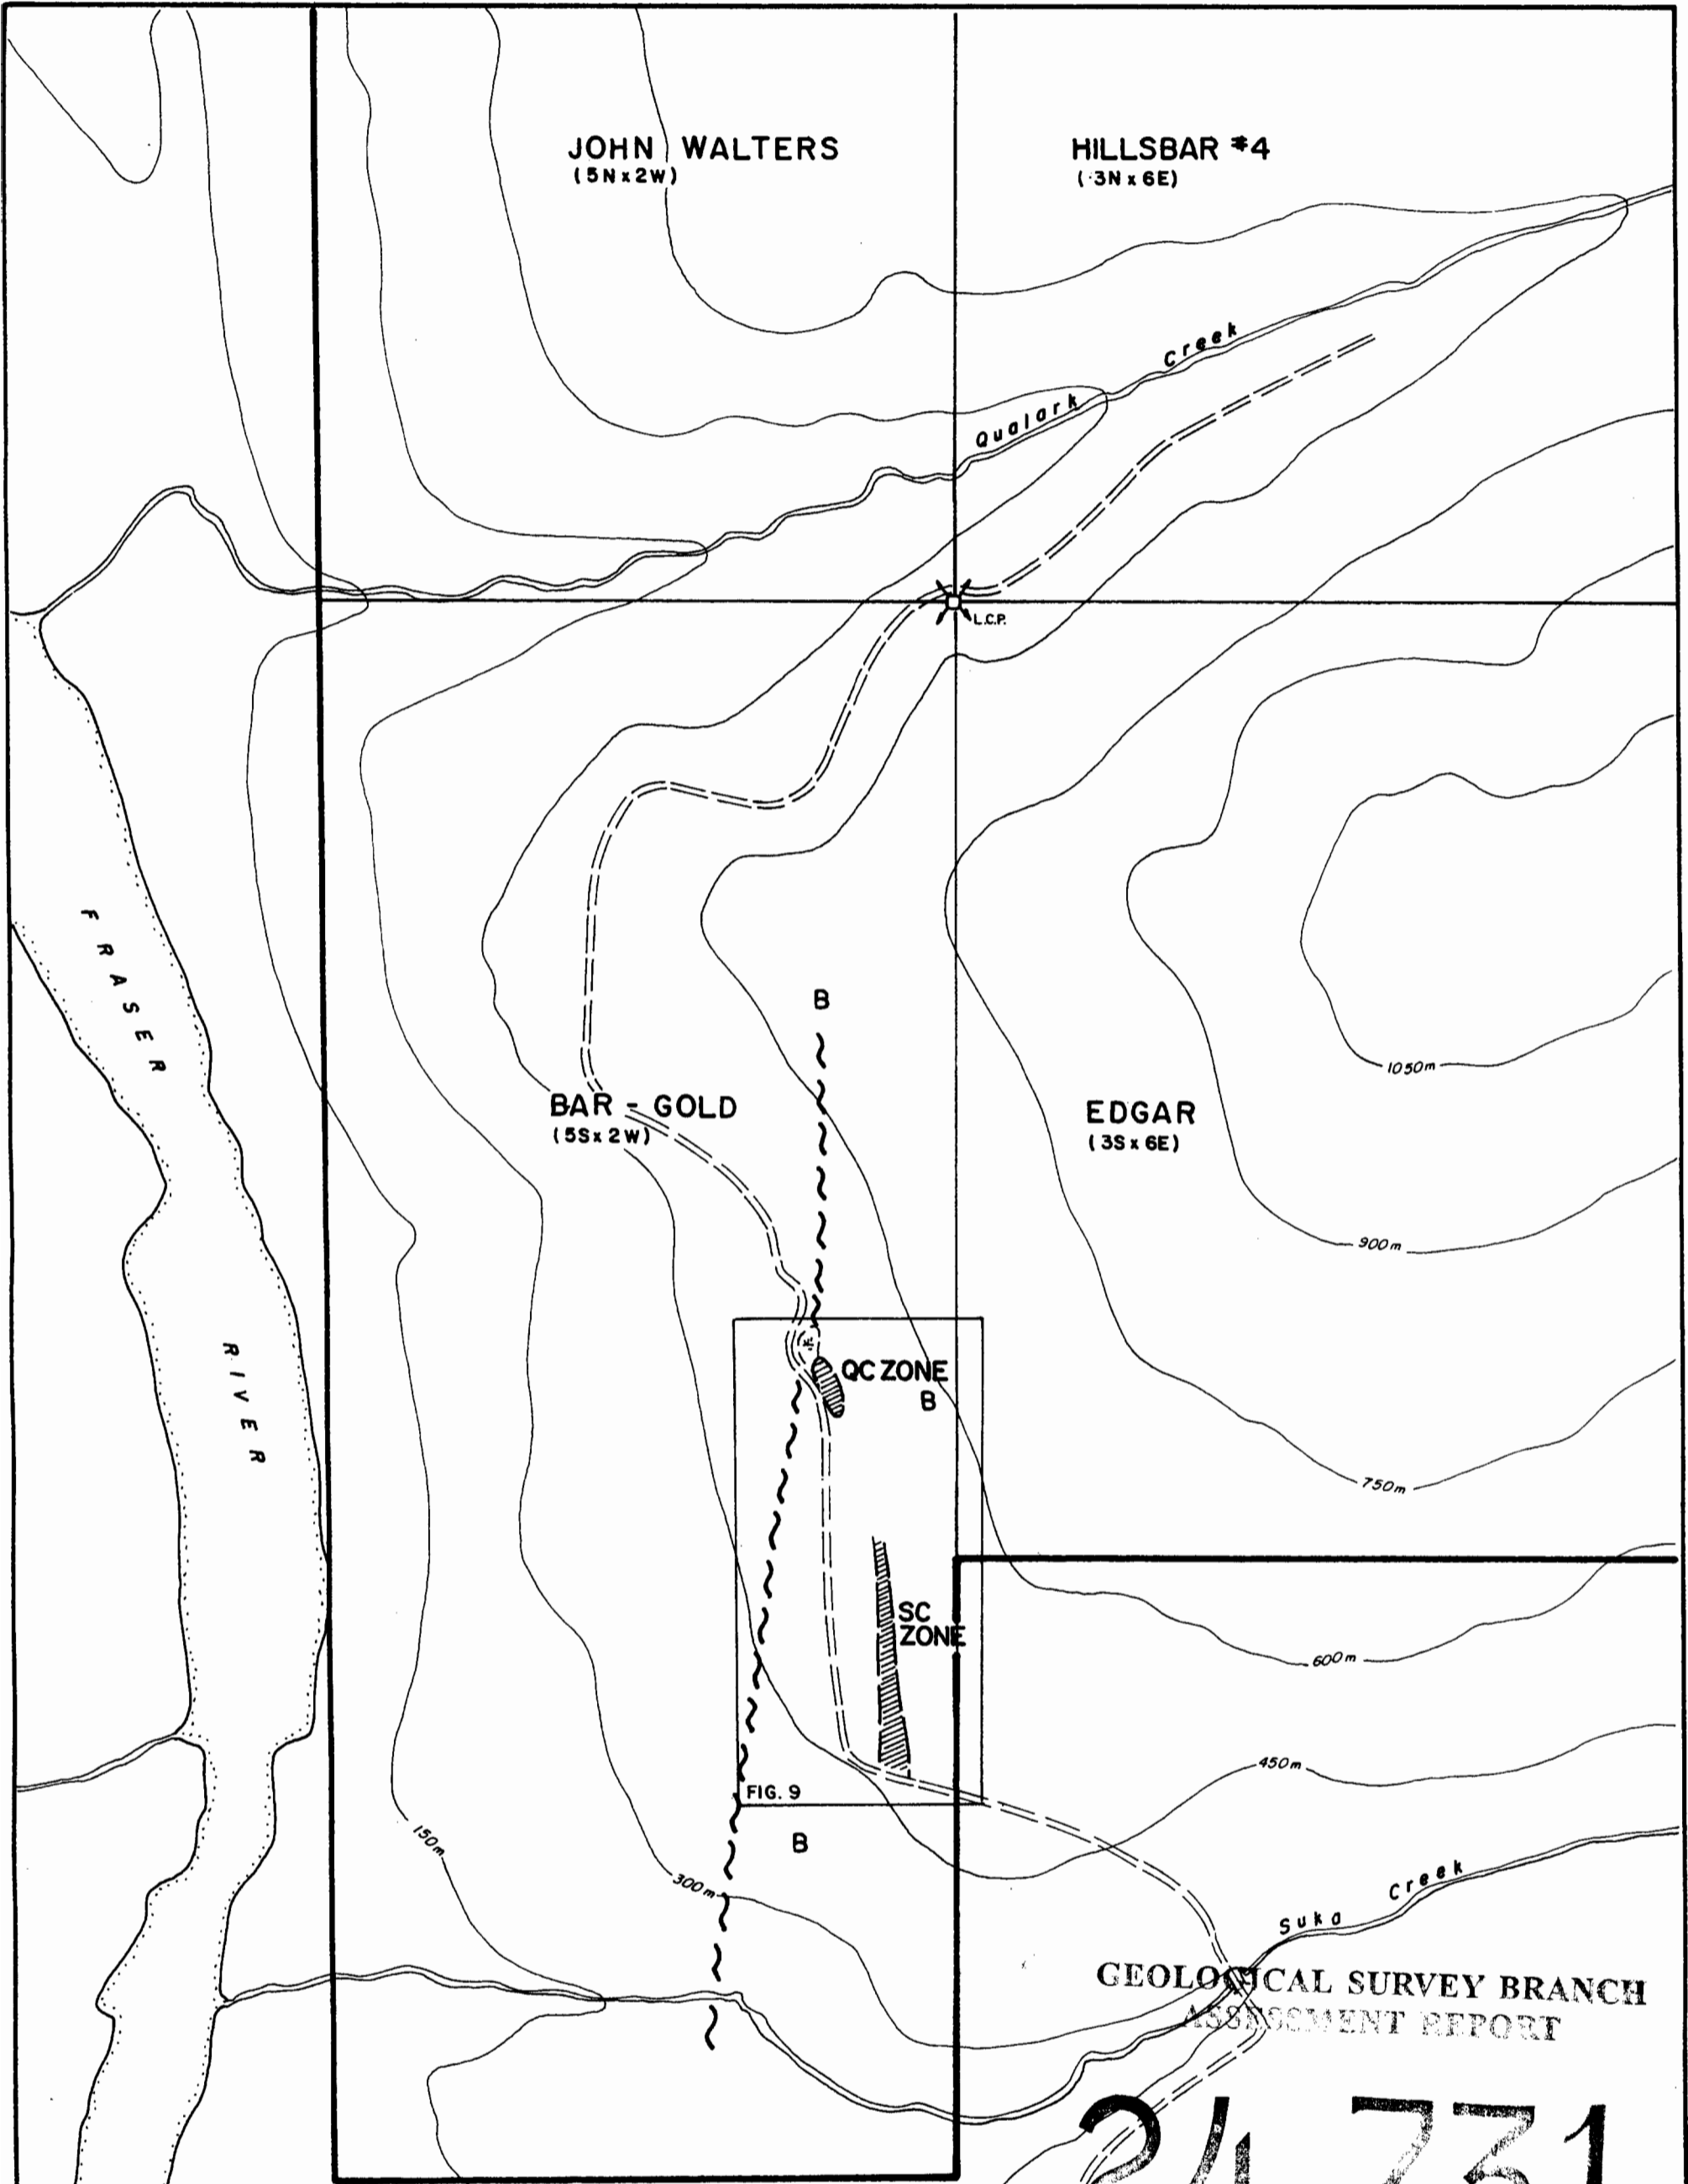 JOHN WALTERS
(5N x 2W)
HILLSBAR #4
(3N x 6E)
Qualark Creek
L.C.P.
FRASER RIVER
B
1050m
BAR - GOLD
(5S x 2W)
EDGAR
(3S x 6E)
900m
QC ZONE
B
750m
SC
ZONE
600m
450m
FIG. 9
B
150m
300m
Suka Creek
GEOLOGICAL SURVEY BRANCH
ASSESSMENT REPORT
24,731